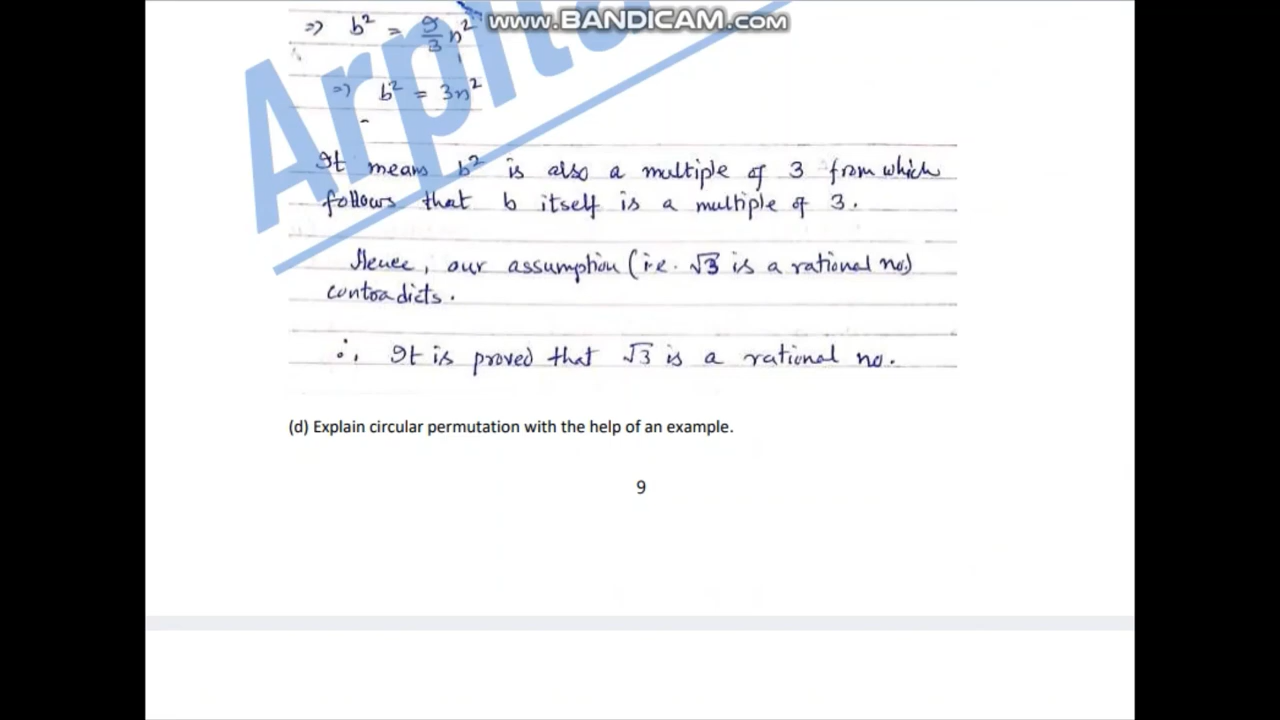 www.BANDICAM.com
=> b² = 9/3 n²
=> b² = 3n²
Arpita
It means b² is also a multiple of 3 from which
follows that b itself is a multiple of 3.
Hence, our assumption (i.e. √3 is a rational no.)
contradicts.
∴ It is proved that √3 is a rational no.
(d) Explain circular permutation with the help of an example.
9